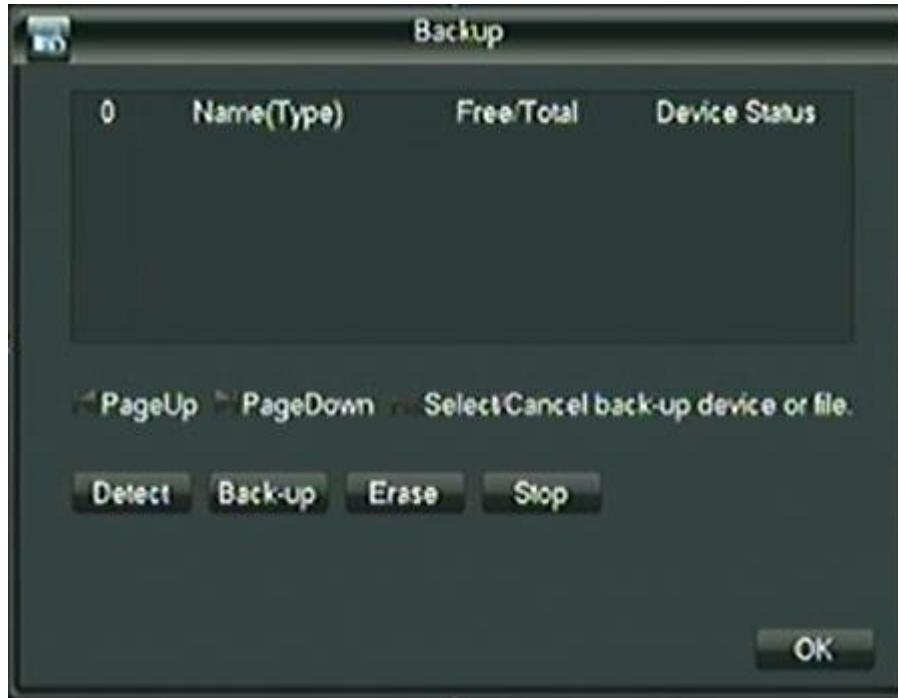 Backup
0 Name(Type) Free/Total Device Status
PageUp PageDown Select/Cancel back-up device or file.
Detect Back-up Erase Stop
OK